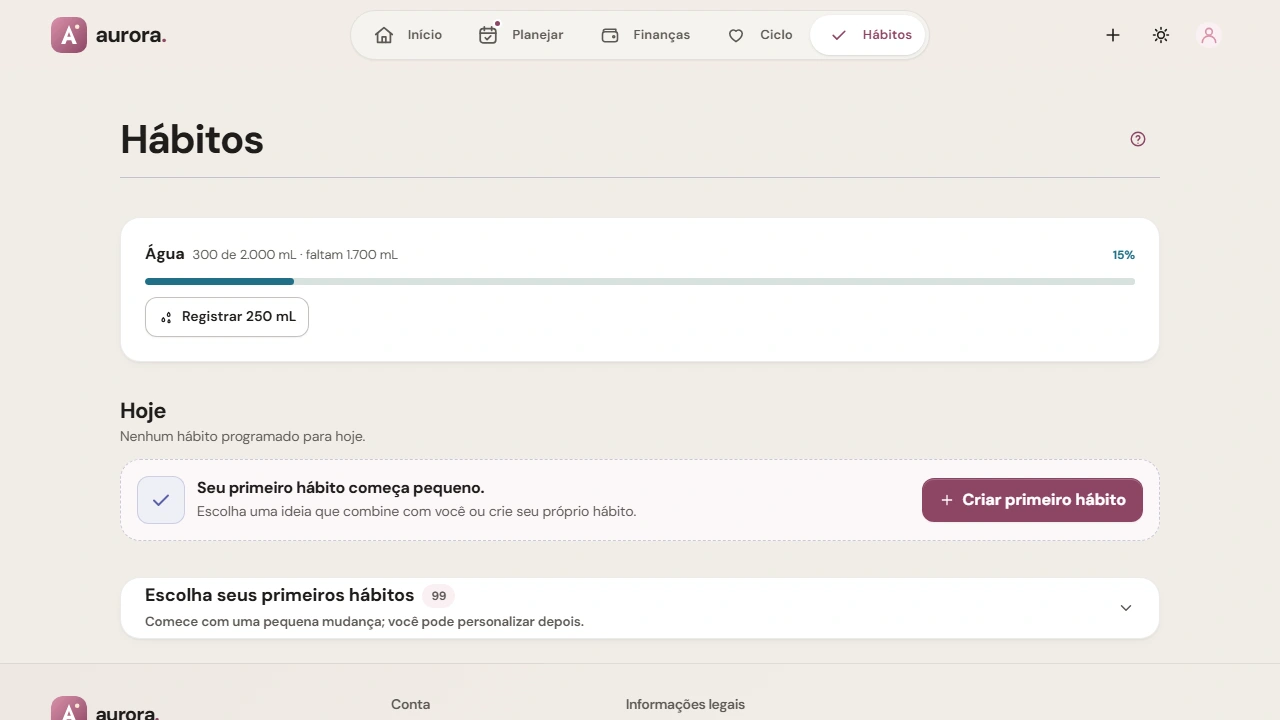 aurora.
Início
Planejar
Finanças
Ciclo
Hábitos
Hábitos
Água 300 de 2.000 mL · faltam 1.700 mL
15%
Registrar 250 mL
Hoje
Nenhum hábito programado para hoje.
Seu primeiro hábito começa pequeno.
Escolha uma ideia que combine com você ou crie seu próprio hábito.
Criar primeiro hábito
Escolha seus primeiros hábitos 99
Comece com uma pequena mudança; você pode personalizar depois.
aurora.
Conta
Informações legais